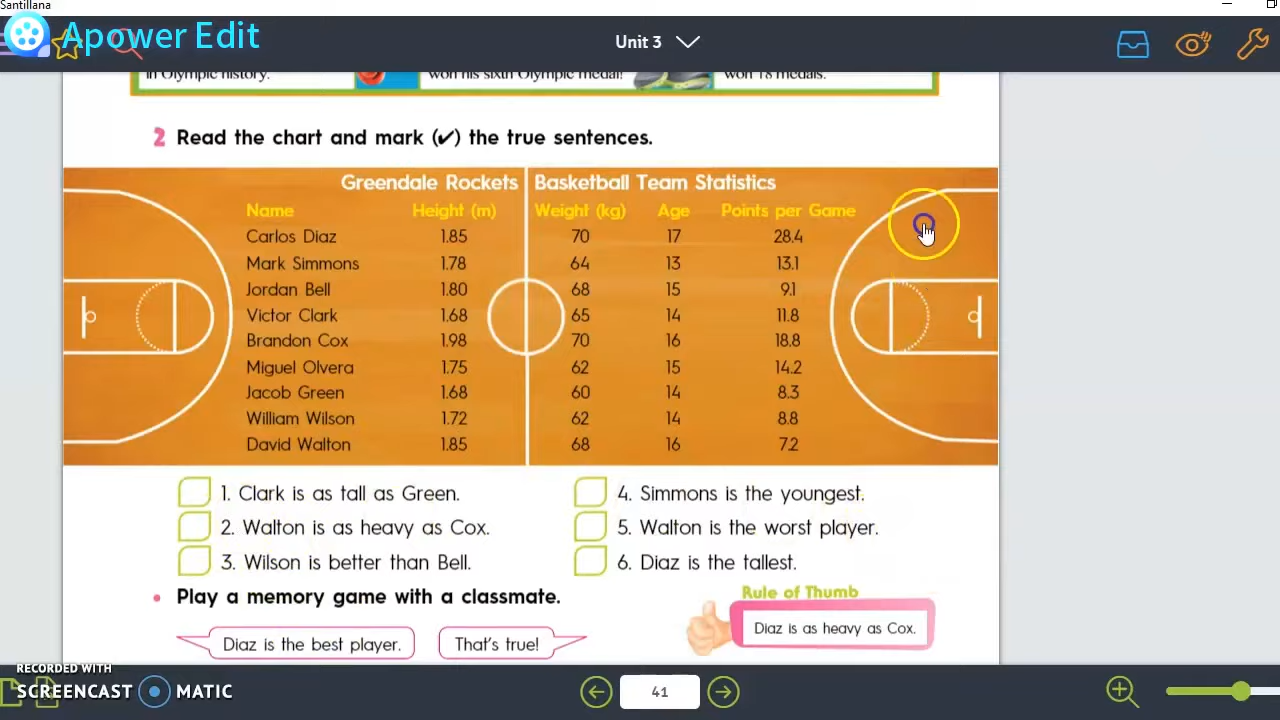 Santillana
Apower Edit
Unit 3
in Olympic history.
won his sixth Olympic medal!
won 18 medals.
2 Read the chart and mark (✔) the true sentences.
Greendale Rockets Basketball Team Statistics
Name Height (m) Weight (kg) Age Points per Game
Carlos Diaz 1.85 70 17 28.4
Mark Simmons 1.78 64 13 13.1
Jordan Bell 1.80 68 15 9.1
Victor Clark 1.68 65 14 11.8
Brandon Cox 1.98 70 16 18.8
Miguel Olvera 1.75 62 15 14.2
Jacob Green 1.68 60 14 8.3
William Wilson 1.72 62 14 8.8
David Walton 1.85 68 16 7.2
1. Clark is as tall as Green.
2. Walton is as heavy as Cox.
3. Wilson is better than Bell.
4. Simmons is the youngest.
5. Walton is the worst player.
6. Diaz is the tallest.
• Play a memory game with a classmate.
Diaz is the best player.
That's true!
Rule of Thumb
Diaz is as heavy as Cox.
RECORDED WITH
SCREENCAST MATIC
41